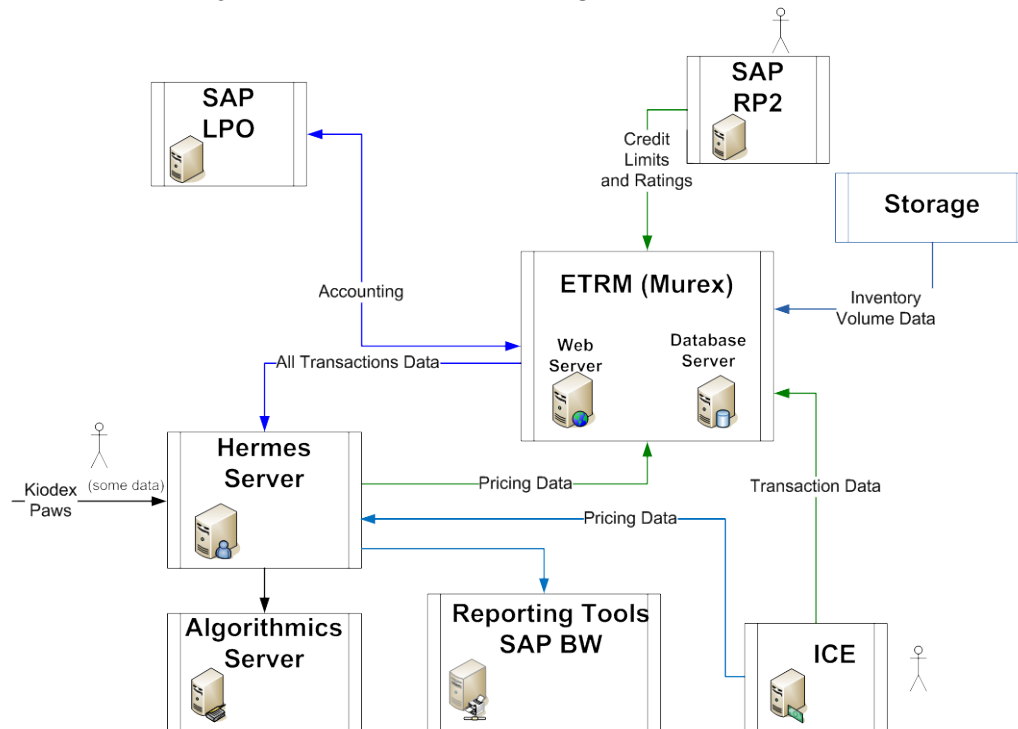 SAP
LPO
SAP
RP2
Credit
Limits
and Ratings
Storage
ETRM (Murex)
Accounting
Inventory
Volume Data
Web
Server
Database
Server
All Transactions Data
Hermes
Server
(some data)
Kiodex
Paws
Pricing Data
Transaction Data
Pricing Data
Algorithmics
Server
Reporting Tools
SAP BW
ICE